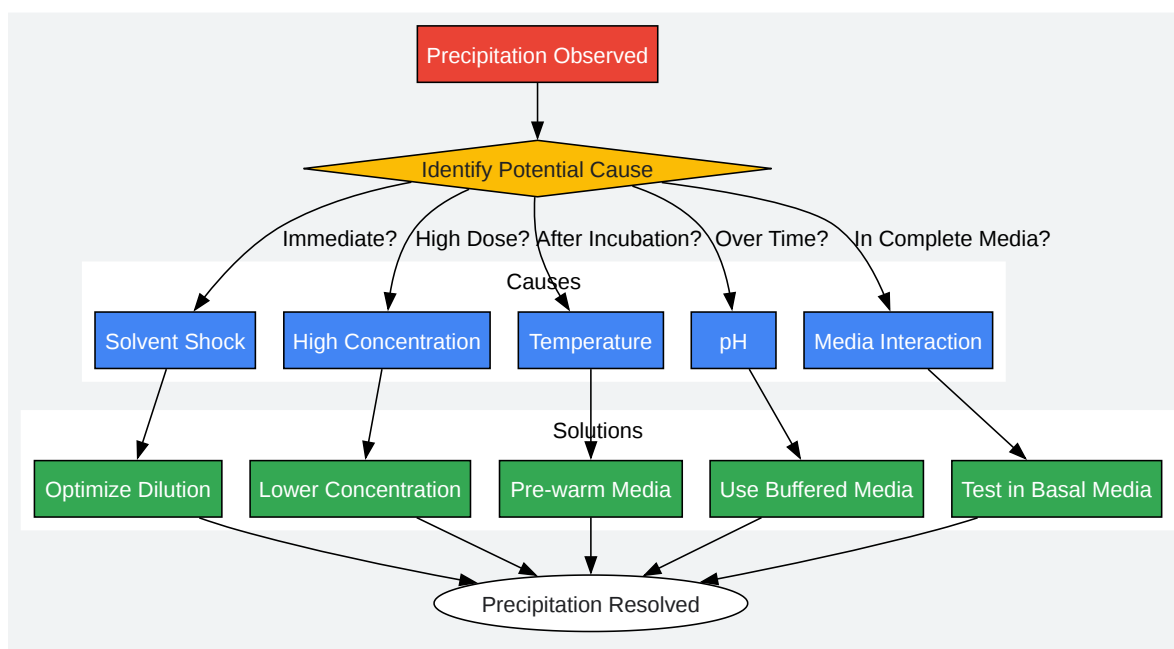 Precipitation Observed
Identify Potential Cause
Immediate?
High Dose?
After Incubation?
Over Time?
In Complete Media?
Causes
Solvent Shock
High Concentration
Temperature
pH
Media Interaction
Solutions
Optimize Dilution
Lower Concentration
Pre-warm Media
Use Buffered Media
Test in Basal Media
Precipitation Resolved